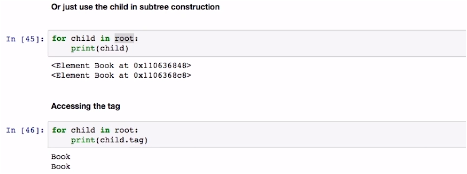 Or just use the child in subtree construction
In [45]: for child in root:
print(child)
<Element Book at 0x110636848>
<Element Book at 0x1106368c8>
Accessing the tag
In [46]: for child in root:
print(child.tag)
Book
Book